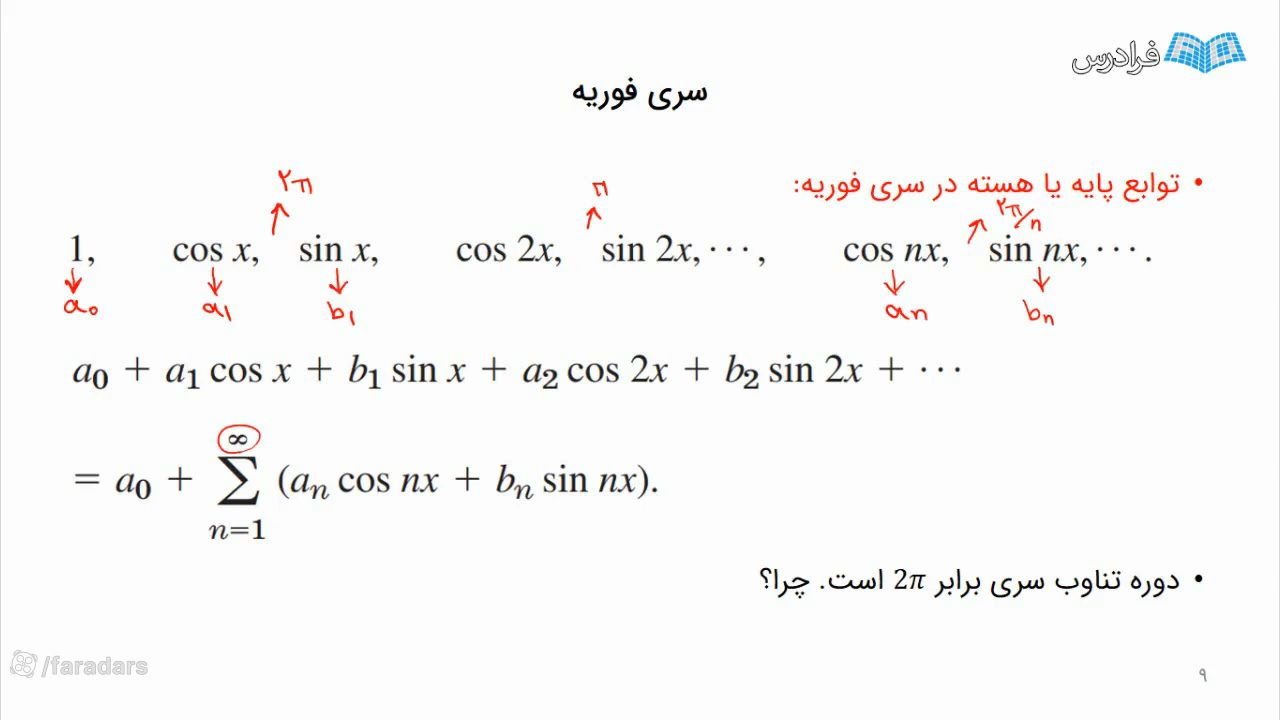 فرادرس
سری فوریه
• توابع پایه یا هسته در سری فوریه:
۲π π ۲π/n
1, cos x, sin x, cos 2x, sin 2x, ···, cos nx, sin nx, ··· .
a₀ a₁ b₁ aₙ bₙ
a₀ + a₁ cos x + b₁ sin x + a₂ cos 2x + b₂ sin 2x + ···
∞
= a₀ + ∑ (aₙ cos nx + bₙ sin nx).
n=1
• دوره تناوب سری برابر 2π است. چرا؟
/faradars
۹